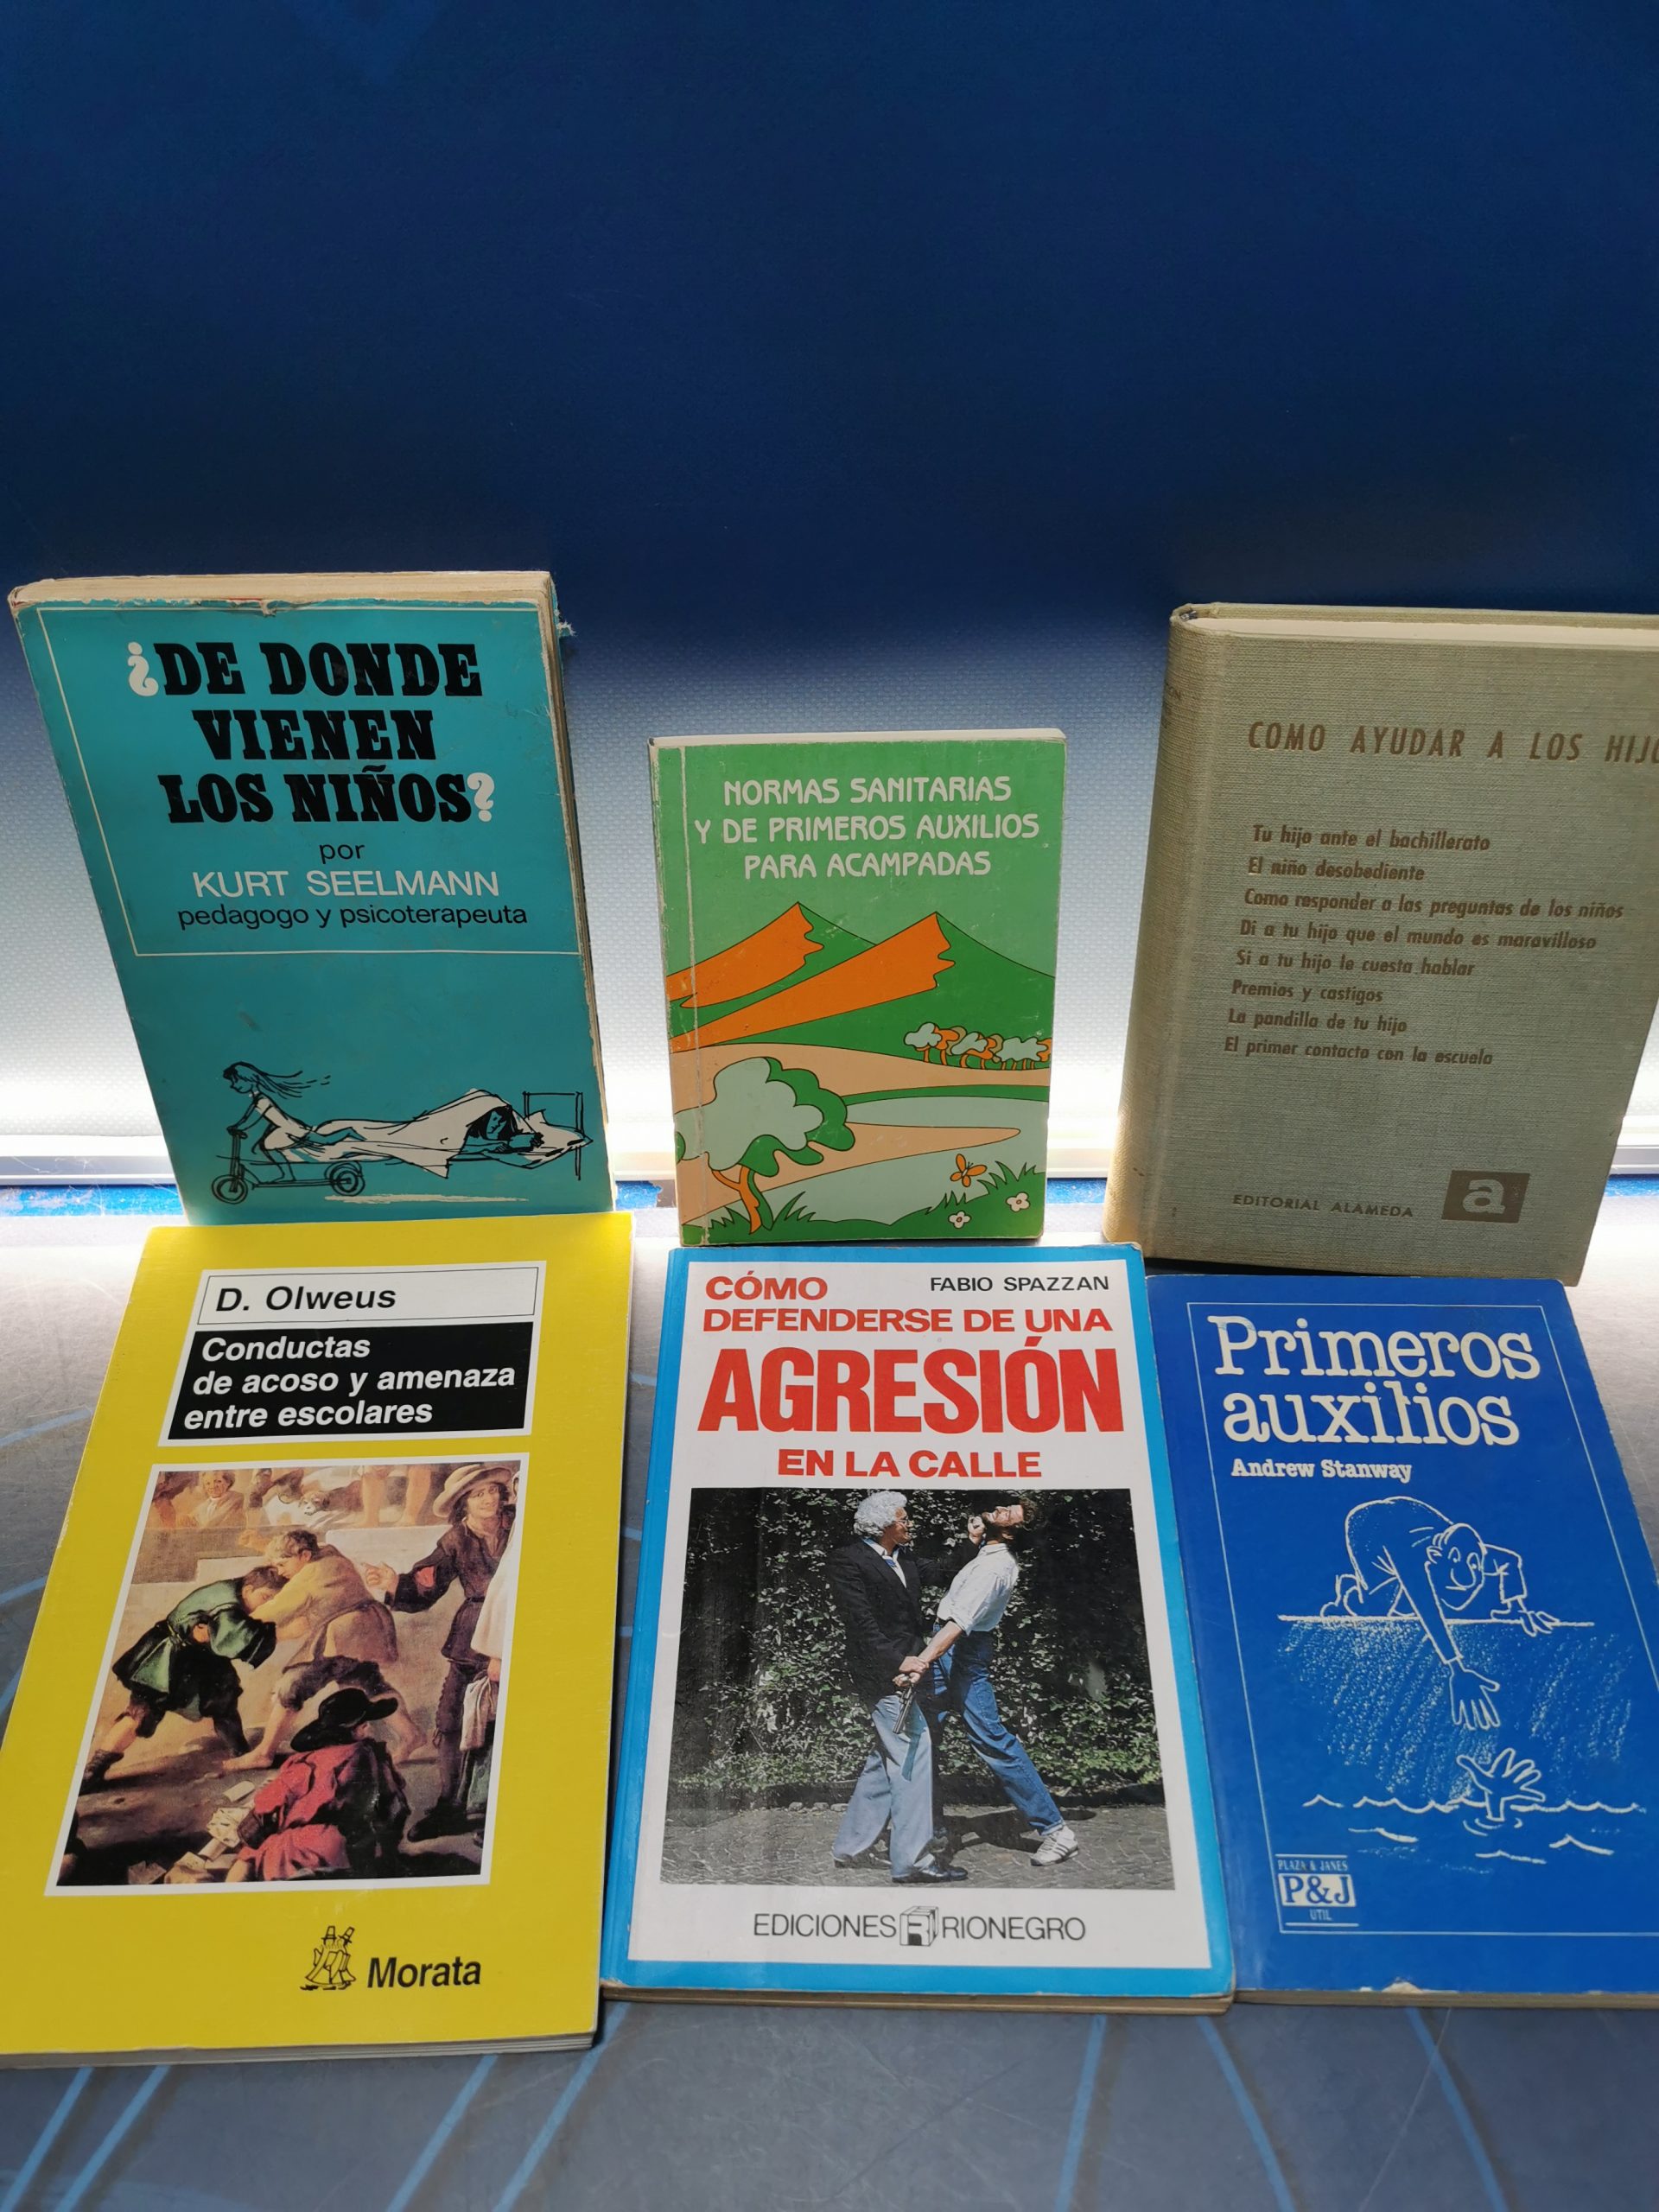 ¿DE DONDE
VIENEN
LOS NIÑOS?
por
KURT SEELMANN
pedagogo y psicoterapeuta
NORMAS SANITARIAS
Y DE PRIMEROS AUXILIOS
PARA ACAMPADAS
COMO AYUDAR A LOS HIJO
Tu hijo ante el bachillerato
El niño desobediente
Como responder a las preguntas de los niños
Di a tu hijo que el mundo es maravilloso
Si a tu hijo le cuesta hablar
Premios y castigos
La pandilla de tu hijo
El primer contacto con la escuela
EDITORIAL ALAMEDA a
D. Olweus
Conductas
de acoso y amenaza
entre escolares
Morata
CÓMO FABIO SPAZZAN
DEFENDERSE DE UNA
AGRESIÓN
EN LA CALLE
EDICIONES R RIONEGRO
Primeros
auxilios
Andrew Stanway
PLAZA & JANES
P&J
UTIL